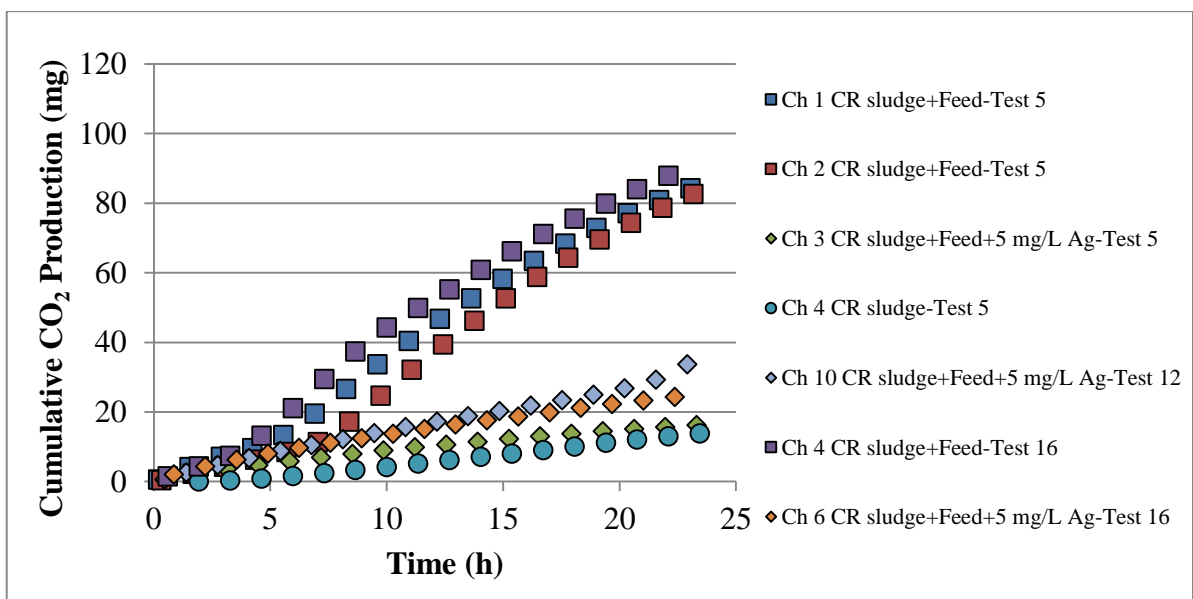 Cumulative CO₂ Production (mg)
120
100
80
60
40
20
0
0 5 10 15 20 25
Time (h)
Ch 1 CR sludge+Feed-Test 5
Ch 2 CR sludge+Feed-Test 5
Ch 3 CR sludge+Feed+5 mg/L Ag-Test 5
Ch 4 CR sludge-Test 5
Ch 10 CR sludge+Feed+5 mg/L Ag-Test 12
Ch 4 CR sludge+Feed-Test 16
Ch 6 CR sludge+Feed+5 mg/L Ag-Test 16